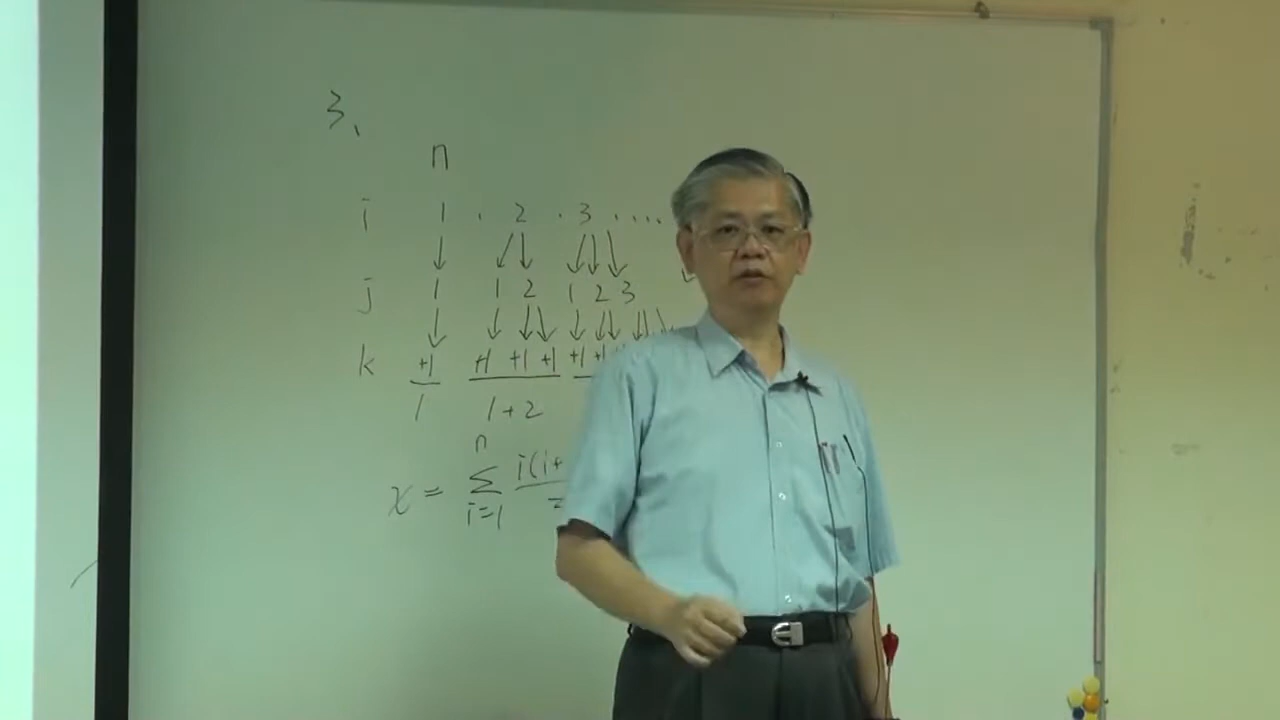 3、
n
i 1 . 2 . 3 . . . . .
j 1 1 2 1 2 3
k +1 +1 +1 +1 +1 +1
1 1+2
n
x = Σ i(i+
i=1